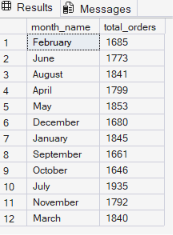 Results Messages
month_name total_orders
1 February 1685
2 June 1773
3 August 1841
4 April 1799
5 May 1853
6 December 1680
7 January 1845
8 September 1661
9 October 1646
10 July 1935
11 November 1792
12 March 1840